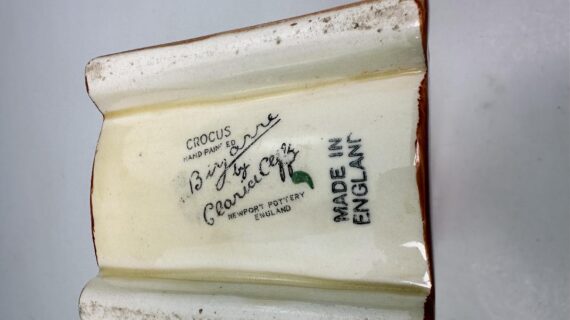 CROCUS
HAND PAINTED
Bizarre
by
Clarice Cliff
NEWPORT POTTERY
ENGLAND
MADE IN
ENGLAND